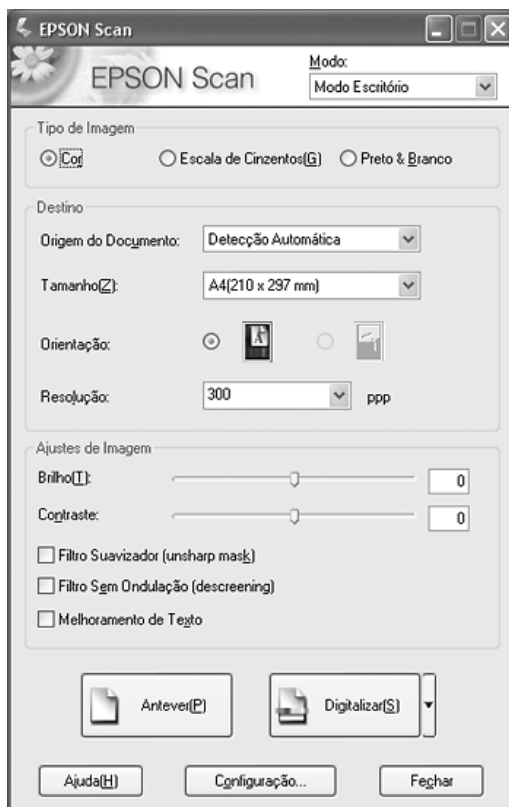 EPSON Scan
EPSON Scan
Modo:
Modo Escritório
Tipo de Imagem
Cor
Escala de Cinzentos(G)
Preto & Branco
Destino
Origem do Documento:
Detecção Automática
Tamanho(Z):
A4(210 x 297 mm)
Orientação:
Resolução:
300
ppp
Ajustes de Imagem
Brilho(T):
0
Contraste:
0
Filtro Suavizador (unsharp mask)
Filtro Sem Ondulação (descreening)
Melhoramento de Texto
Antever(P)
Digitalizar(S)
Ajuda(H)
Configuração...
Fechar